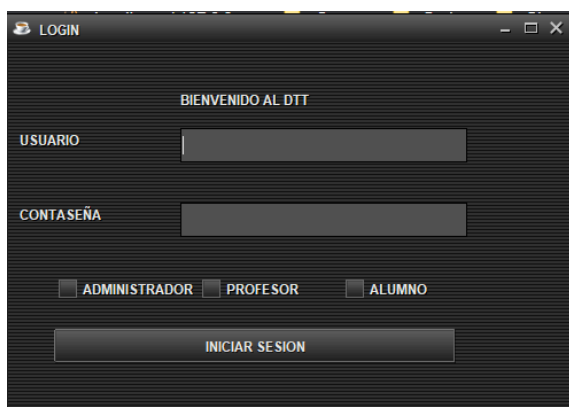 LOGIN
BIENVENIDO AL DTT
USUARIO
CONTASEÑA
ADMINISTRADOR PROFESOR ALUMNO
INICIAR SESION